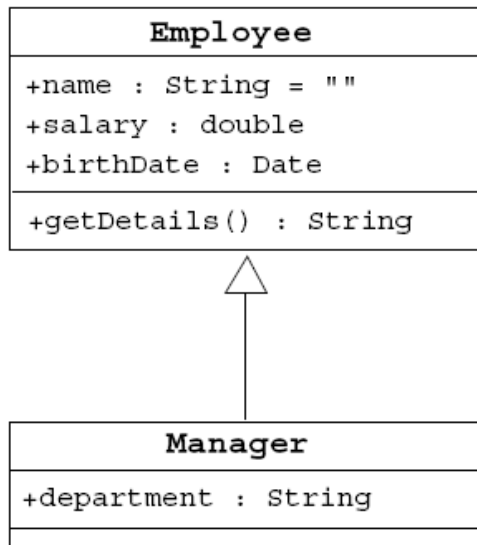 Employee
+name : String = ""
+salary : double
+birthDate : Date
+getDetails() : String
Manager
+department : String